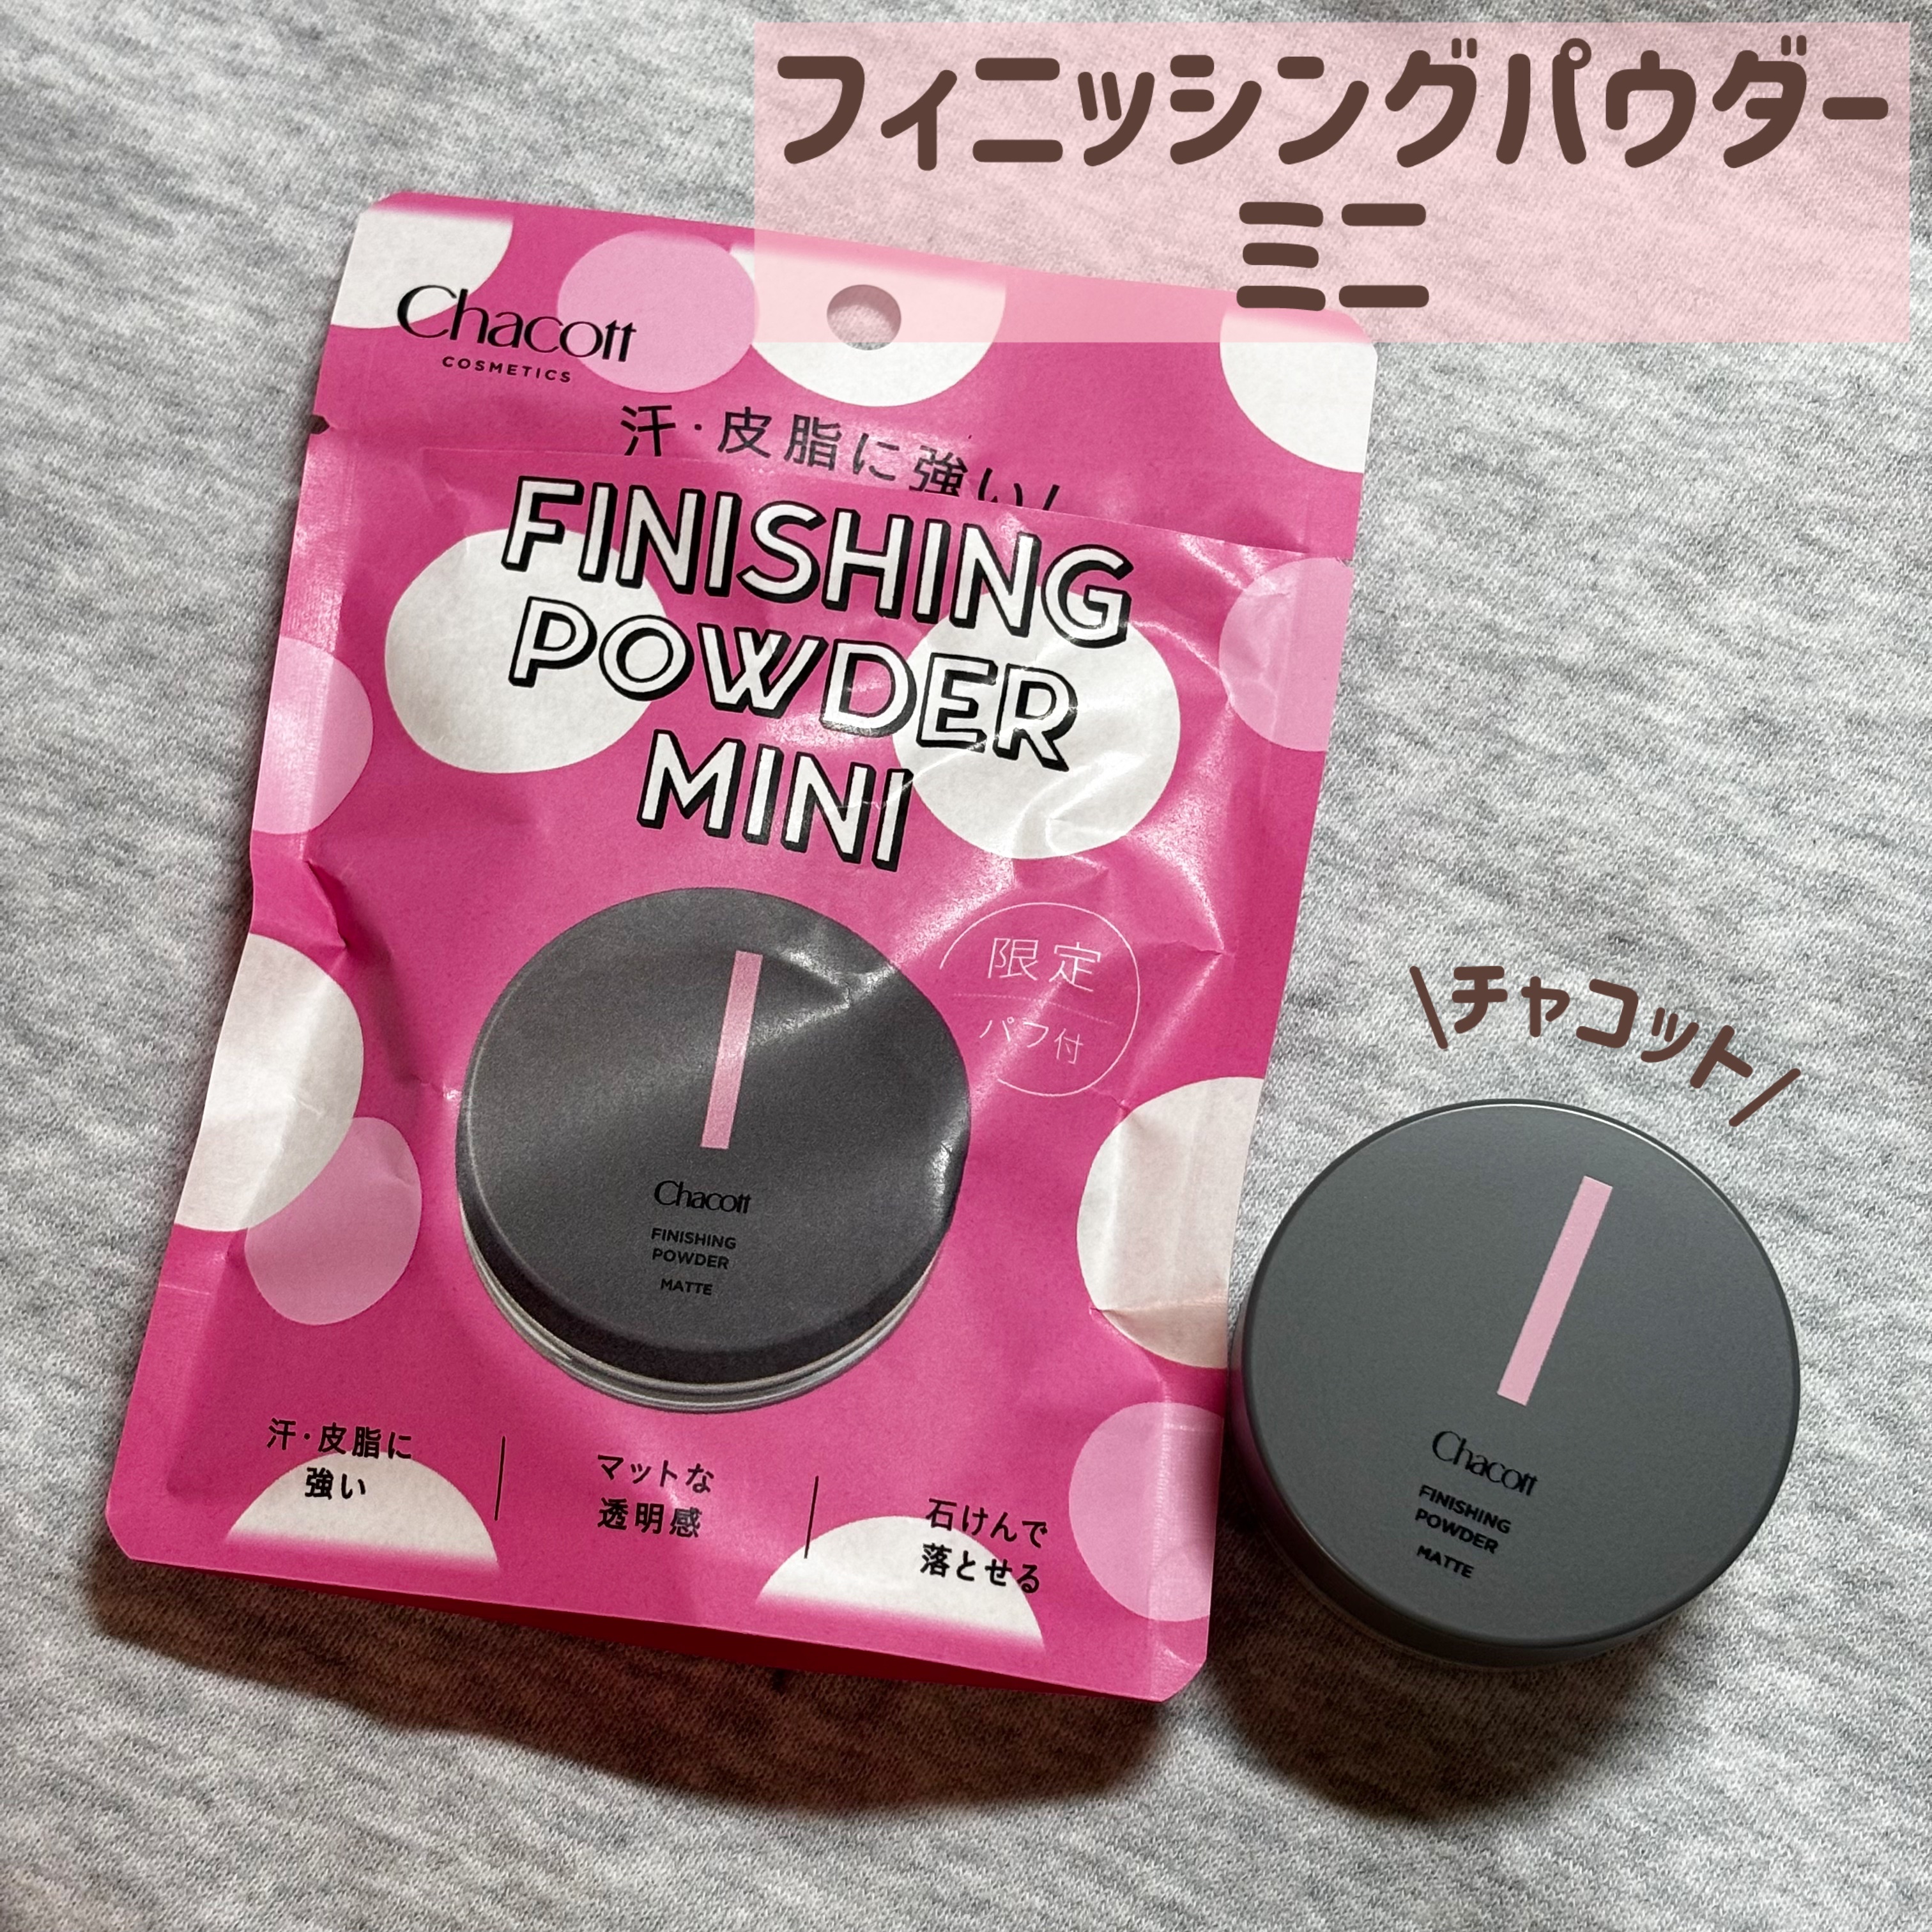 フィニッシングパウダー
ミニ
Chacott
COSMETICS
汗・皮脂に強い!
FINISHING
POWDER
MINI
限定
パフ付
Chacott
FINISHING
POWDER
MATTE
汗・皮脂に
強い
マットな
透明感
石けんで
落とせる
\チャコット/
Chacott
FINISHING
POWDER
MATTE